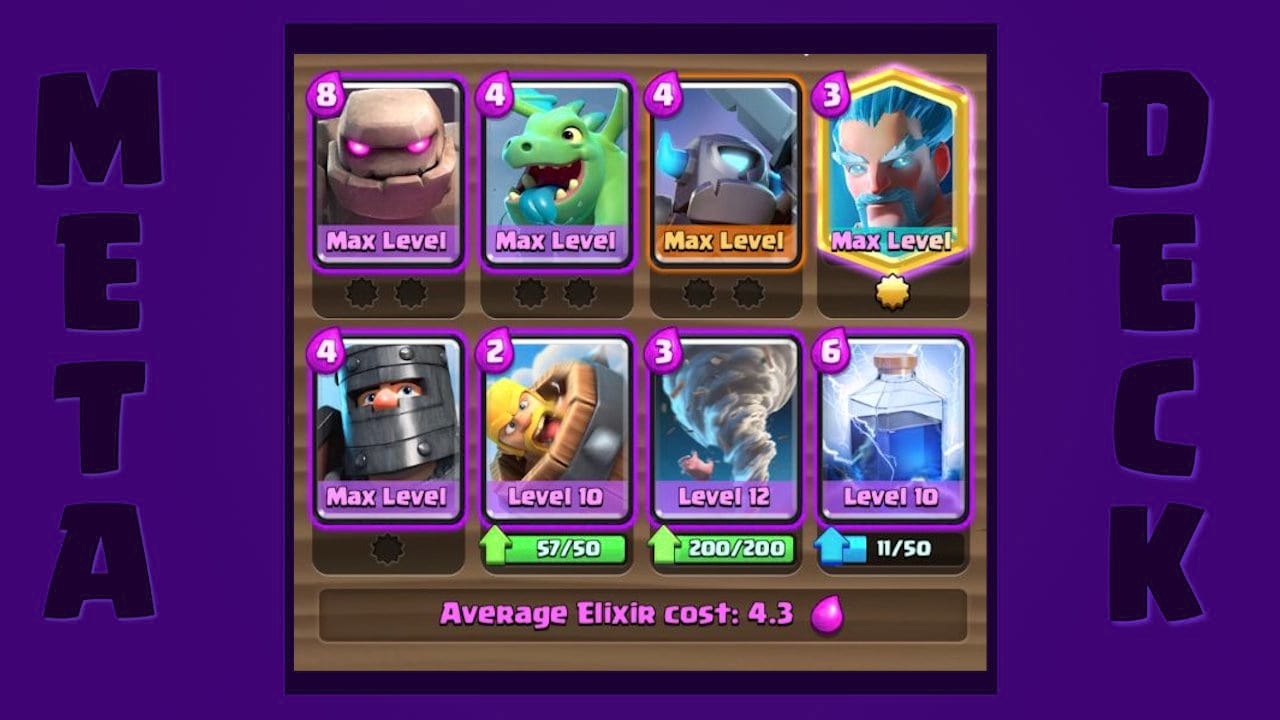 META
DECK
8
4
4
3
Max Level
Max Level
Max Level
Max Level
4
2
3
6
Max Level
Level 10
Level 12
Level 10
57/50
200/200
11/50
Average Elixir cost: 4.3